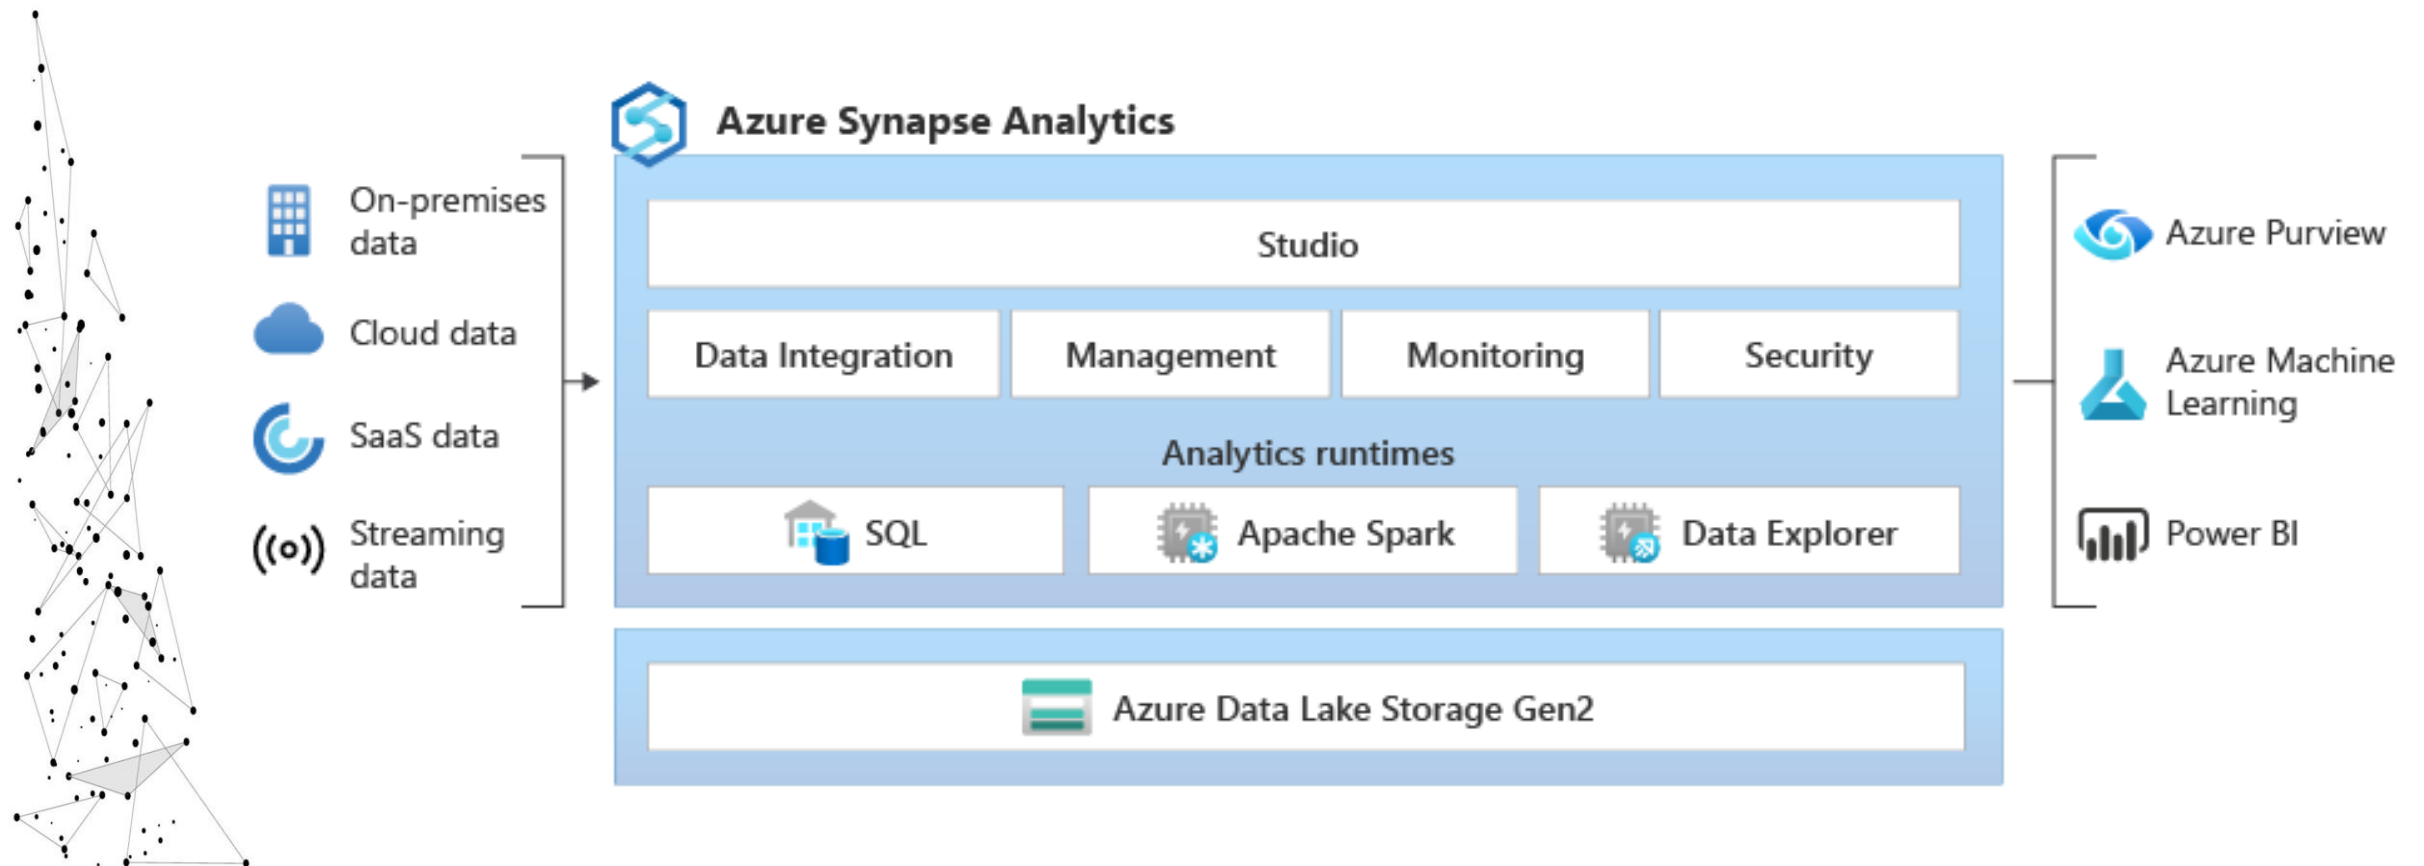 Azure Synapse Analytics
On-premises
data
Cloud data
SaaS data
Streaming
data
Studio
Data Integration
Management
Monitoring
Security
Analytics runtimes
SQL
Apache Spark
Data Explorer
Azure Data Lake Storage Gen2
Azure Purview
Azure Machine
Learning
Power BI